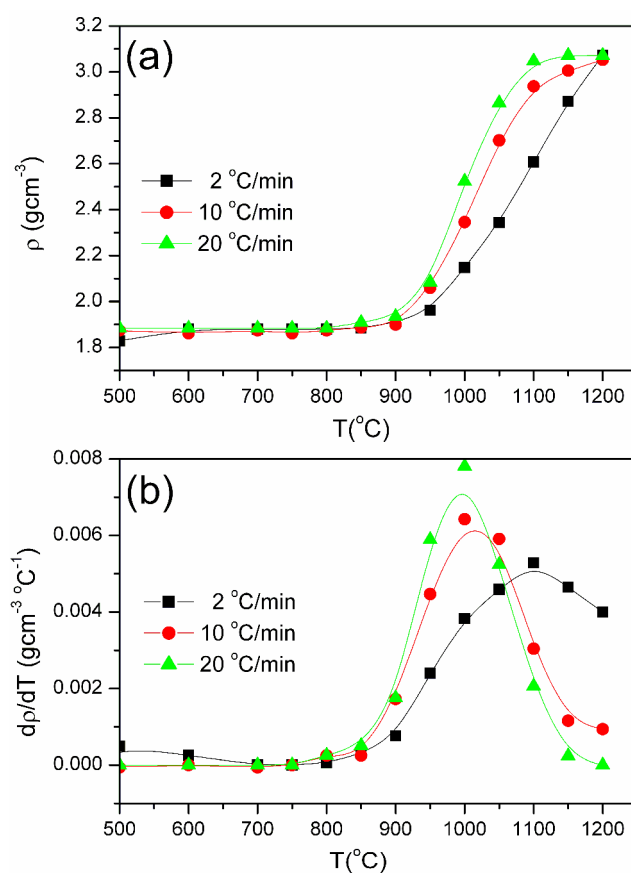 (a)
3.2
3.0
2.8
2.6
2.4
2.2
2.0
1.8
ρ (gcm⁻³)
2 °C/min
10 °C/min
20 °C/min
500 600 700 800 900 1000 1100 1200
T(°C)
(b)
0.008
0.006
0.004
0.002
0.000
dρ/dT (gcm⁻³ °C⁻¹)
2 °C/min
10 °C/min
20 °C/min
500 600 700 800 900 1000 1100 1200
T(°C)